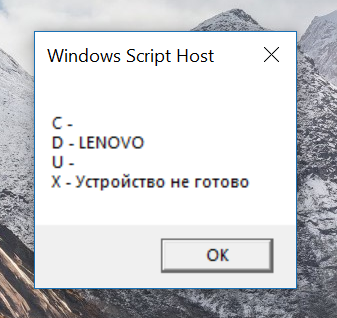 Windows Script Host
C -
D - LENOVO
U -
X - Устройство не готово
OK